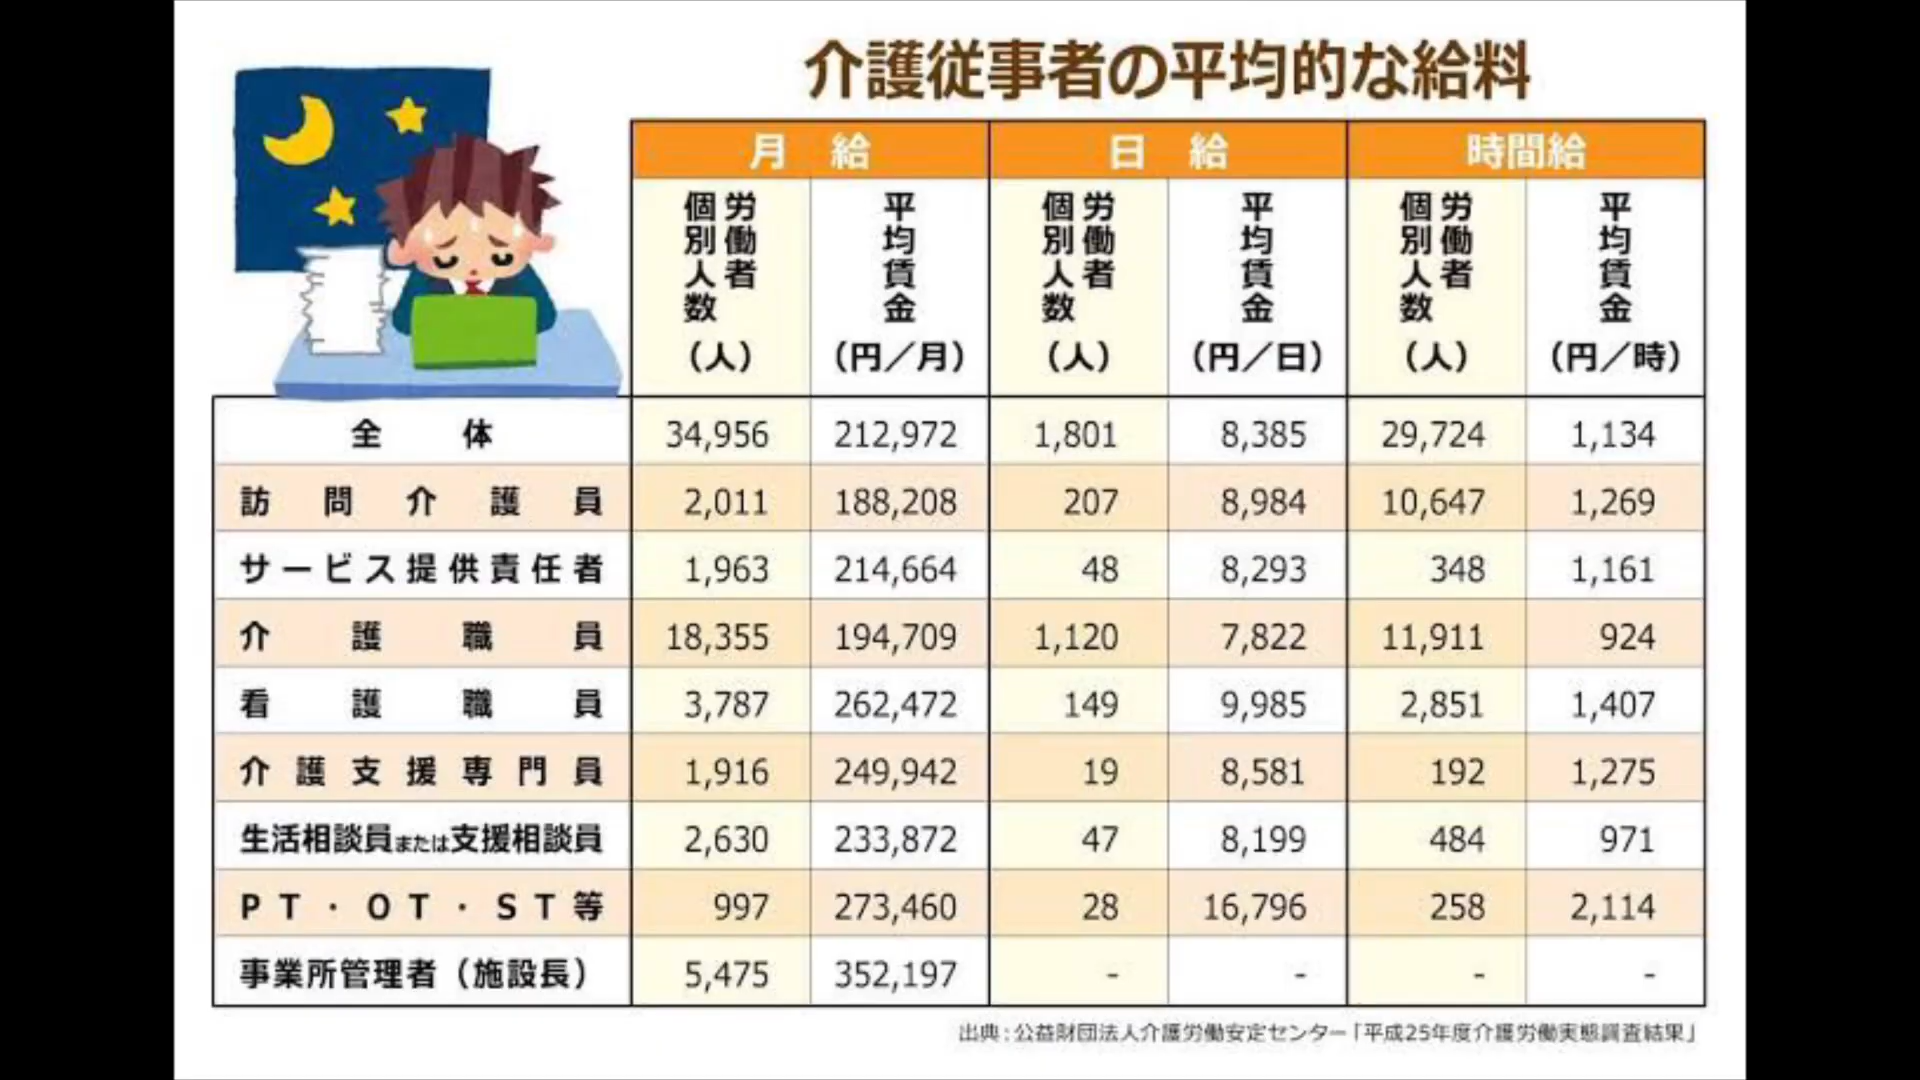 介護従事者の平均的な給料
月 給 日 給 時間給
労働者個別人数(人) 平均賃金(円/月) 労働者個別人数(人) 平均賃金(円/日) 労働者個別人数(人) 平均賃金(円/時)
全体 34,956 212,972 1,801 8,385 29,724 1,134
訪問介護員 2,011 188,208 207 8,984 10,647 1,269
サービス提供責任者 1,963 214,664 48 8,293 348 1,161
介護職員 18,355 194,709 1,120 7,822 11,911 924
看護職員 3,787 262,472 149 9,985 2,851 1,407
介護支援専門員 1,916 249,942 19 8,581 192 1,275
生活相談員または支援相談員 2,630 233,872 47 8,199 484 971
PT・OT・ST等 997 273,460 28 16,796 258 2,114
事業所管理者(施設長) 5,475 352,197 - - - -
出典:公益財団法人介護労働安定センター「平成25年度介護労働実態調査結果」